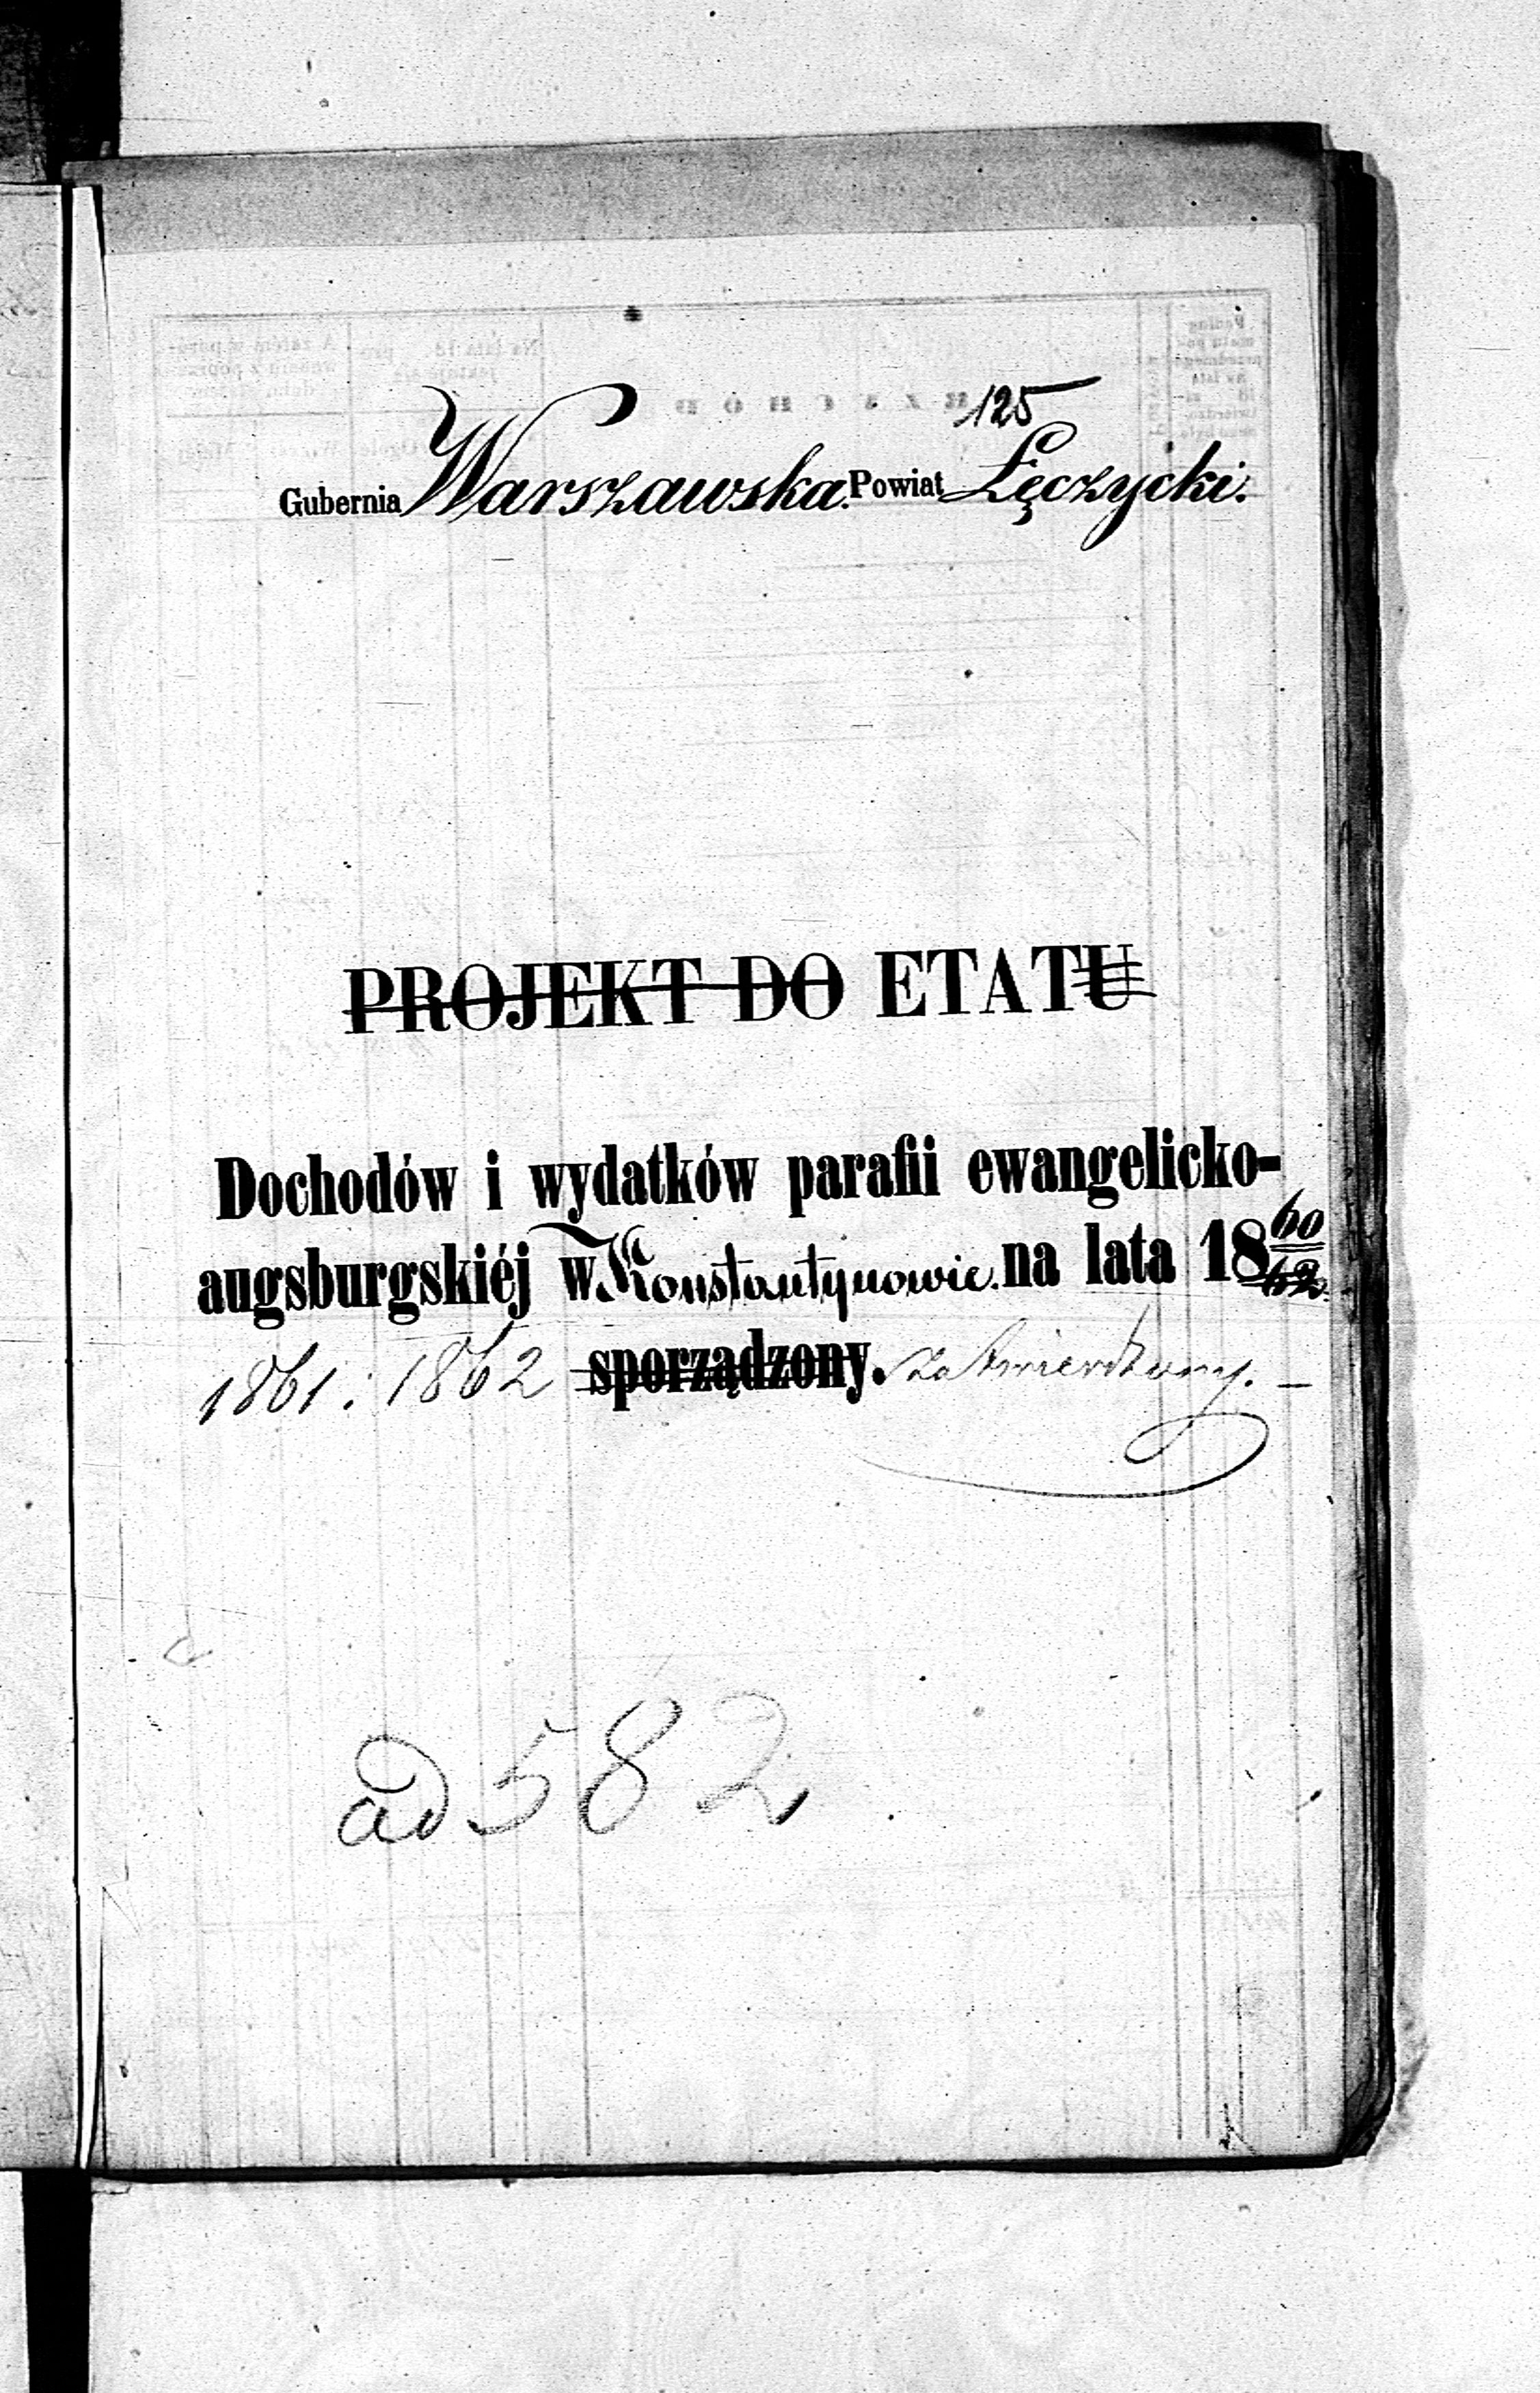 125
Gubernia Warszawska. Powiat Łęczycki.
PROJEKT DO ETATU
Dochodów i wydatków parafii ewangelicko-
augsburgskiéj w Konstantynowie. na lata 18 60/62
1861 : 1862 sporządzony. zatwierdzony. —
ad 582